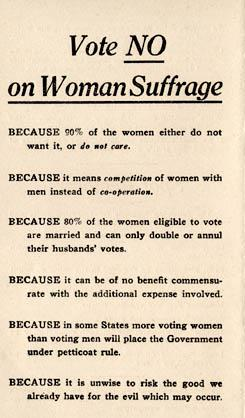 Vote NO
on Woman Suffrage
BECAUSE 90% of the women either do not
want it, or do not care.
BECAUSE it means competition of women with
men instead of co-operation.
BECAUSE 80% of the women eligible to vote
are married and can only double or annul
their husbands' votes.
BECAUSE it can be of no benefit commensu-
rate with the additional expense involved.
BECAUSE in some States more voting women
than voting men will place the Government
under petticoat rule.
BECAUSE it is unwise to risk the good we
already have for the evil which may occur.